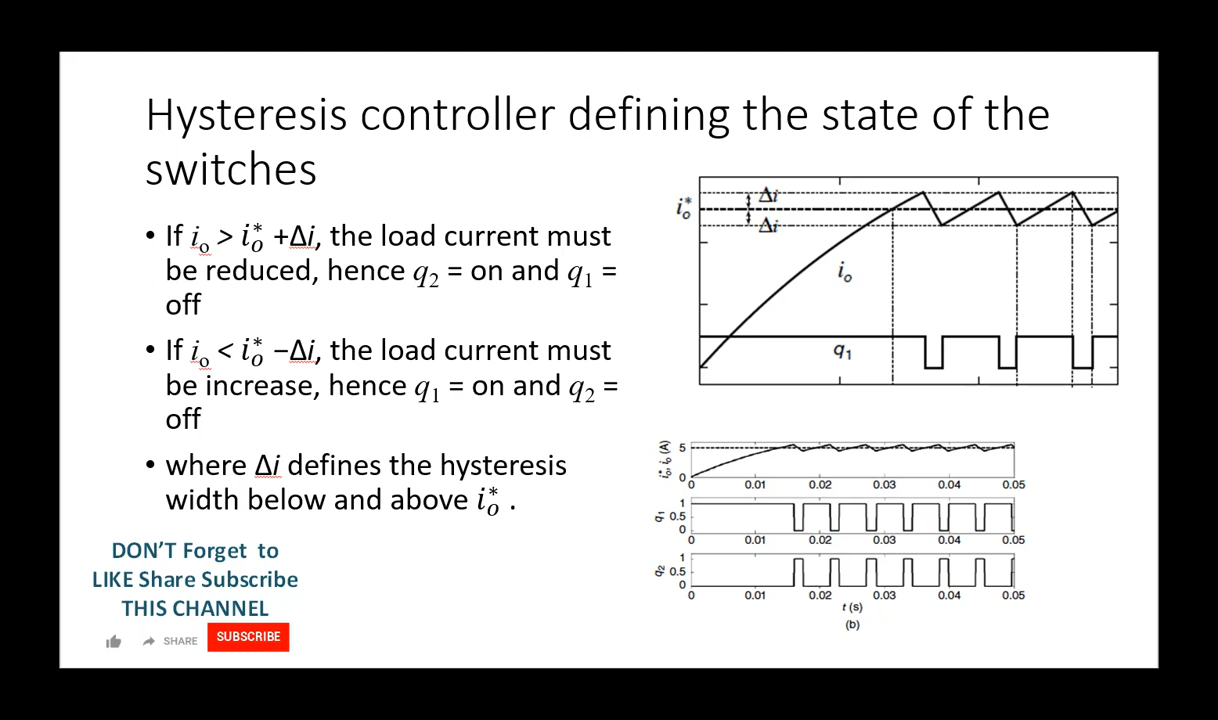 Hysteresis controller defining the state of the
switches
• If io > i*o +Δi, the load current must
be reduced, hence q2 = on and q1 =
off
• If io < i*o −Δi, the load current must
be increase, hence q1 = on and q2 =
off
• where Δi defines the hysteresis
width below and above i*o .
DON'T Forget to
LIKE Share Subscribe
THIS CHANNEL
SHARE
SUBSCRIBE
Δi
i*o
Δi
io
q1
i*o, io (A)
5
0
0 0.01 0.02 0.03 0.04 0.05
q1
1
0.5
0
0 0.01 0.02 0.03 0.04 0.05
q2
1
0.5
0
0 0.01 0.02 0.03 0.04 0.05
t (s)
(b)